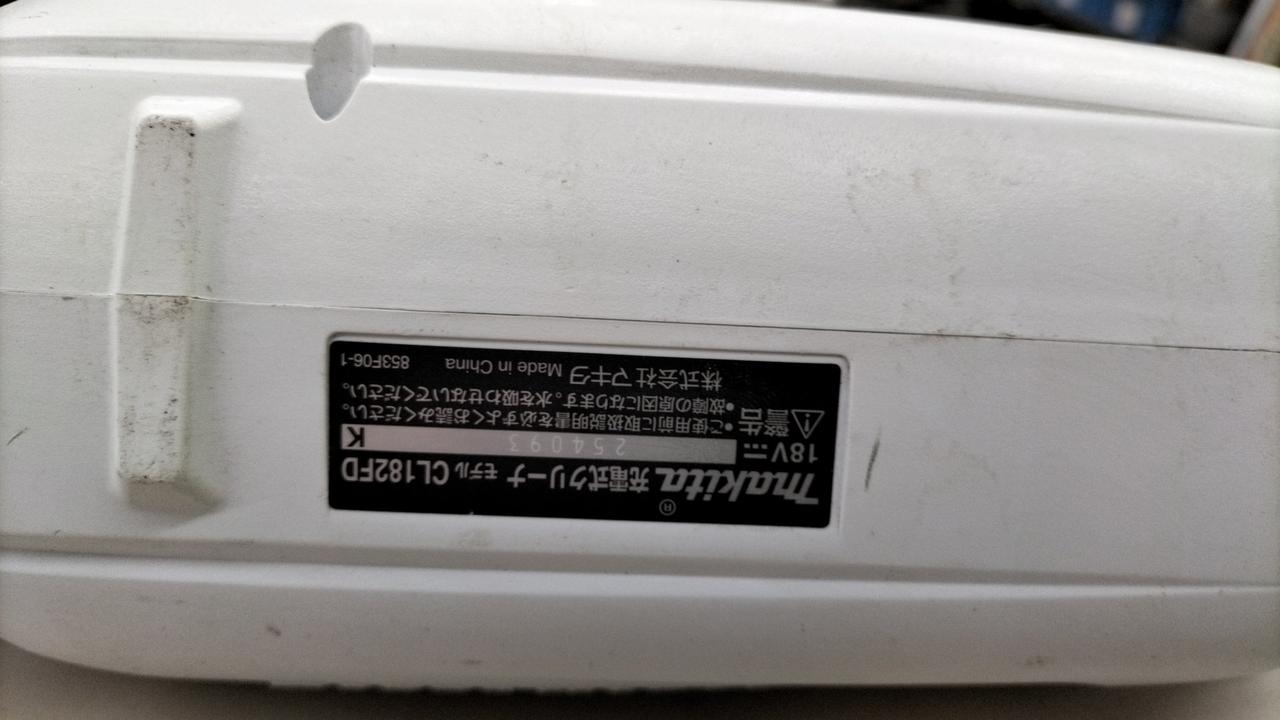 makita® 充電式クリーナ モデル CL182FD
18V⎓ 254093 K
⚠警告 ●ご使用前に取扱説明書を必ずよくお読みください。
●故障の原因になります。水を吸わせないでください。
株式会社マキタ Made in China 853F06-1